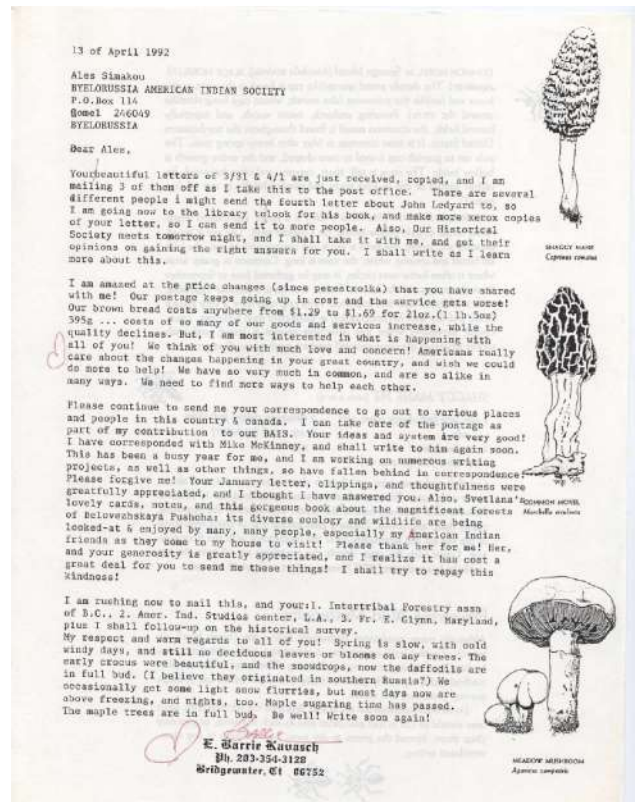 13 of April 1992
Ales Simakou
BYELORUSSIA AMERICAN INDIAN SOCIETY
P.O.Box 114
Gomel 246049
BYELORUSSIA
Dear Ales,
Yourbeautiful letters of 3/31 & 4/1 are just received, copied, and I am
mailing 3 of them off as I take this to the post office. There are several
different people i might send the fourth letter about John Ledyard to, so
I am going now to the library tolook for his book, and make more xerox copies
of your letter, so I can send it to more people. Also, Our Historical
Society meets tomorrow night, and I shall take it with me, and get their
opinions on gaining the right answers for you. I shall write as I learn
more about this.
I am amazed at the price changes (since perestroika) that you have shared
with me! Our postage keeps going up in cost and the service gets worse!
Our brown bread costs anywhere from $1.29 to $1.69 for 21oz.(1 lb.5oz)
395g ... costs of so many of our goods and services increase, while the
quality declines. But, I am most interested in what is happening with
all of you! We think of you with much love and concern! Americans really
care about the changes happening in your great country, and wish we could
do more to help! We have so very much in common, and are so alike in
many ways. We need to find more ways to help each other.
Please continue to send me your correspondence to go out to various places
and people in this country & canada. I can take care of the postage as
part of my contribution to our BAIS. Your ideas and system are very good!
I have corresponded with Mike McKinney, and shall write to him again soon.
This has been a busy year for me, and I am working on numerous writing
projects, as well as other things, so have fallen behind in correspondence.
Please forgive me! Your January letter, clippings, and thoughtfulness were
greatfully appreciated, and I thought I have answered you. Also, Svetlana's
lovely cards, notes, and this gorgeous book about the magnificent forests
of Belovezhskaya Pushcha: its diverse ecology and wildlife are being
looked-at & enjoyed by many, many people, especially my American Indian
friends as they come to my house to visit! Please thank her for me! Her,
and your generosity is greatly appreciated, and I realize it has cost a
great deal for you to send me these things! I shall try to repay this
kindness!
I am rushing now to mail this, and your:1. Intertribal Forestry assn
of B.C., 2. Amer. Ind. Studies center, L.A., 3. Fr. E. Glynn, Maryland,
plus I shall follow-up on the historical survey.
My respect and warm regards to all of you! Spring is slow, with cold
windy days, and still no deciduous leaves or blooms on any trees. The
early crocus were beautiful, and the snowdrops, now the daffodils are
in full bud. (I believe they originated in southern Russia?) We
occasionally get some light snow flurries, but most days now are
above freezing, and nights, too. Maple sugaring time has passed.
The maple trees are in full bud. Be well! Write soon again!
Barrie
E. Barrie Kavasch
Ph. 203-354-3128
Bridgewater, Ct 06752
SHAGGY MANE
Coprinus comatus
COMMON MOREL
Morchella esculenta
MEADOW MUSHROOM
Agaricus campestris